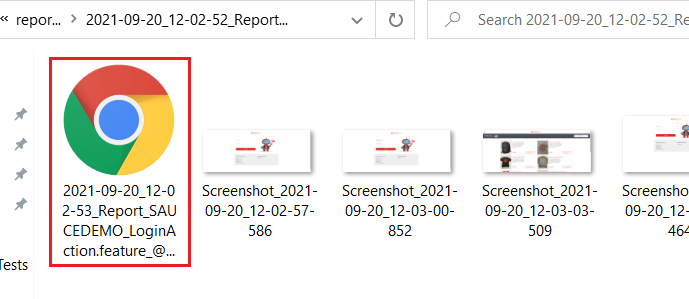 « repor... > 2021-09-20_12-02-52_Report...
Search 2021-09-20_12-02-52_Re
2021-09-20_12-0
2-53_Report_SAU
CEDEMO_LoginA
ction.feature_@...
Screenshot_2021-
09-20_12-02-57-
586
Screenshot_2021-
09-20_12-03-00-
852
Screenshot_2021-
09-20_12-03-03-
509
Screensh
09-20_12
464
Tests